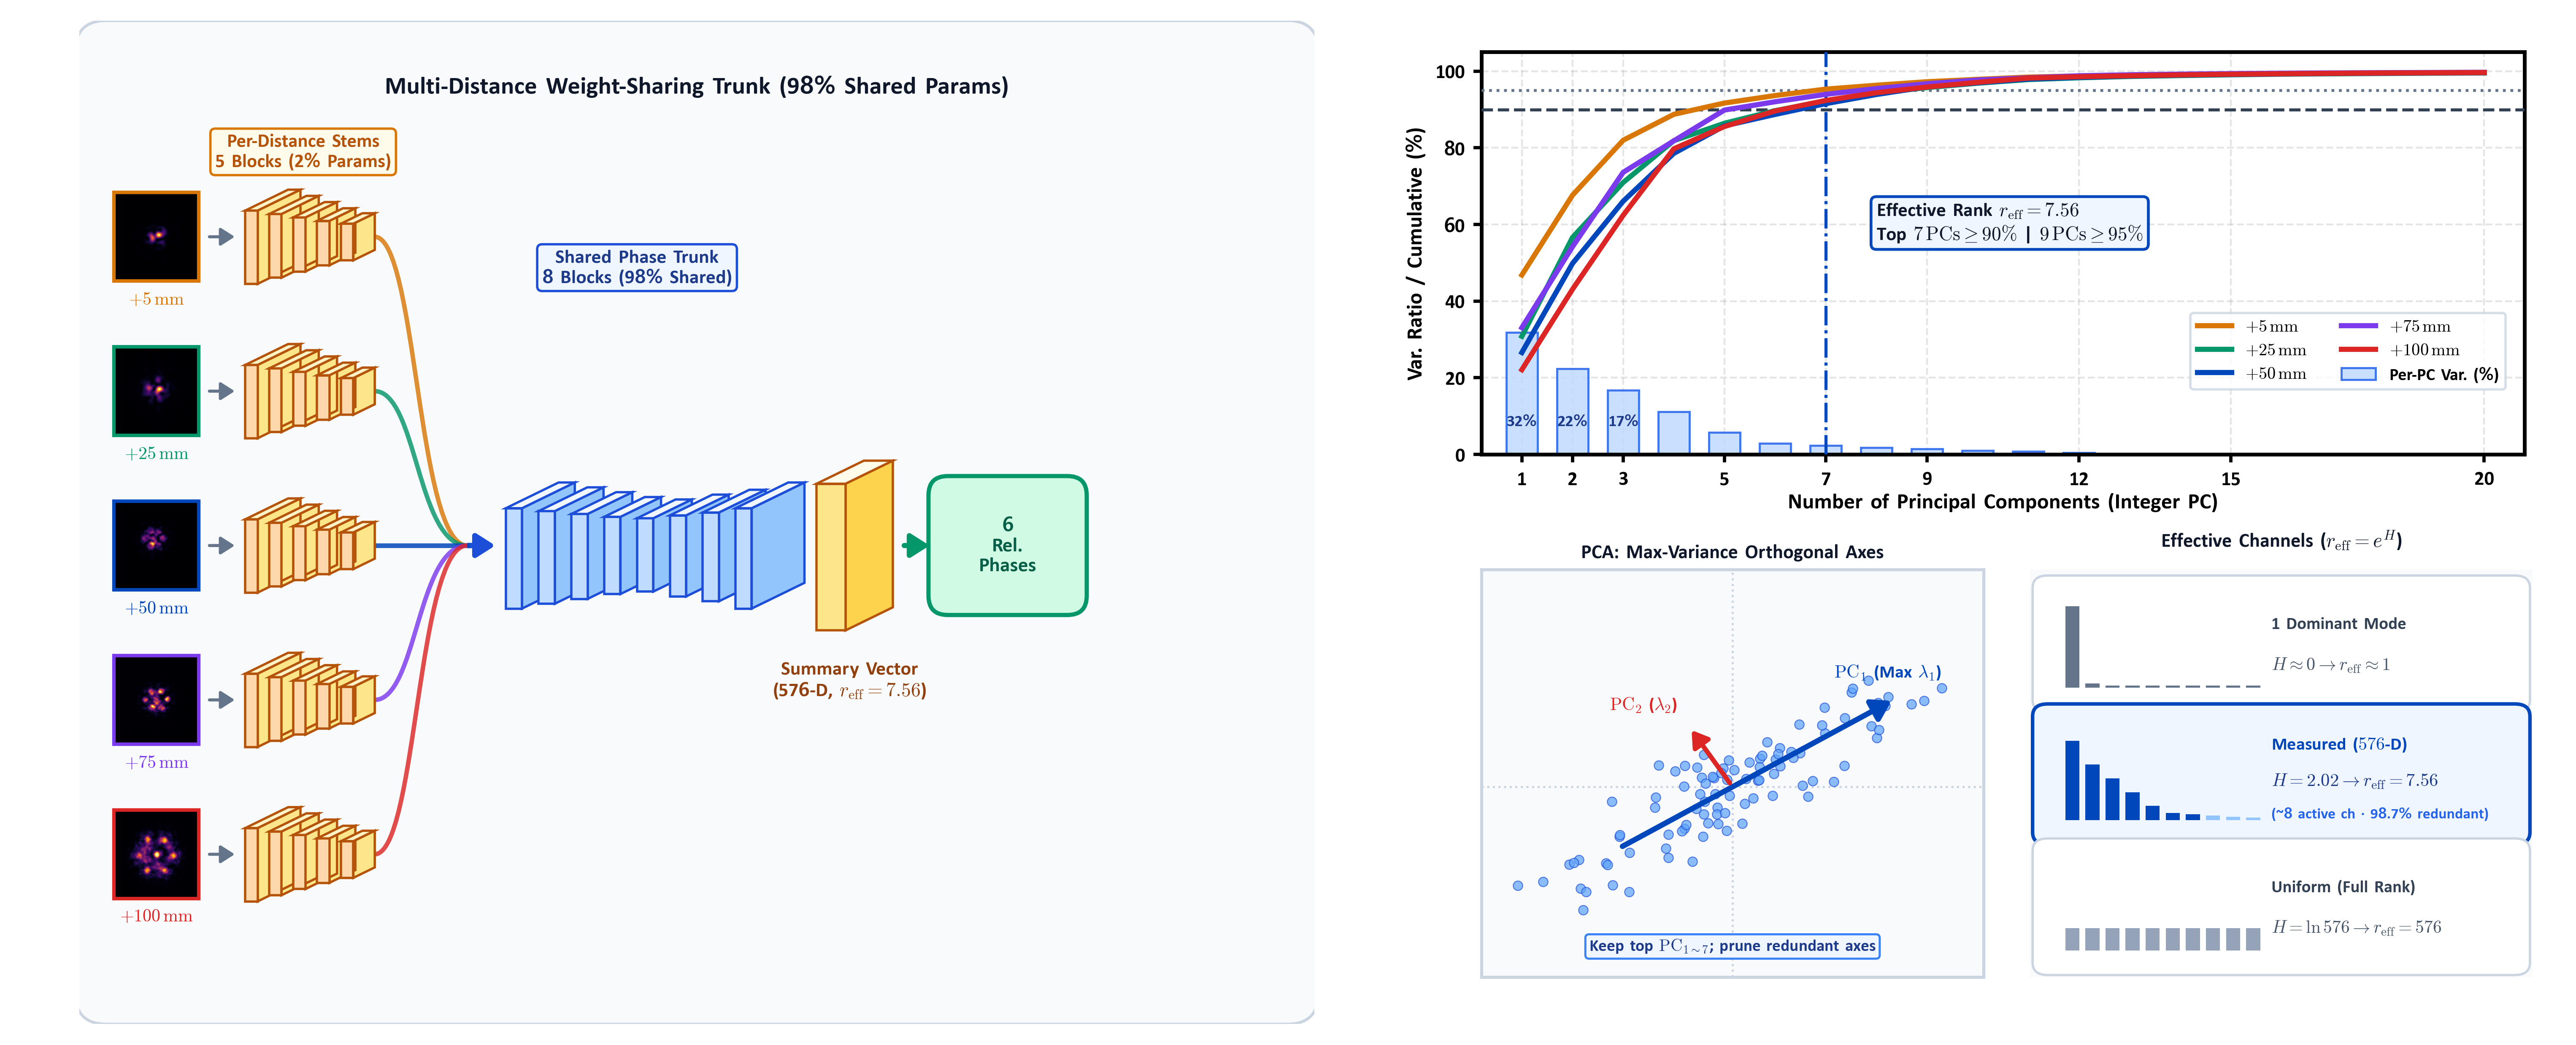 Multi-Distance Weight-Sharing Trunk (98% Shared Params)
Per-Distance Stems
5 Blocks (2% Params)
+5 mm
+25 mm
+50 mm
+75 mm
+100 mm
Shared Phase Trunk
8 Blocks (98% Shared)
Summary Vector
(576-D, r_eff = 7.56)
6
Rel.
Phases
Var. Ratio / Cumulative (%)
100
80
60
40
20
0
Effective Rank r_eff = 7.56
Top 7 PCs ≥ 90% | 9 PCs ≥ 95%
+5 mm
+25 mm
+50 mm
+75 mm
+100 mm
Per-PC Var. (%)
32%
22%
17%
1 2 3 5 7 9 12 15 20
Number of Principal Components (Integer PC)
PCA: Max-Variance Orthogonal Axes
PC₁ (Max λ₁)
PC₂ (λ₂)
Keep top PC₁~₇; prune redundant axes
Effective Channels (r_eff = e^H)
1 Dominant Mode
H ≈ 0 → r_eff ≈ 1
Measured (576-D)
H = 2.02 → r_eff = 7.56
(~8 active ch · 98.7% redundant)
Uniform (Full Rank)
H = ln 576 → r_eff = 576